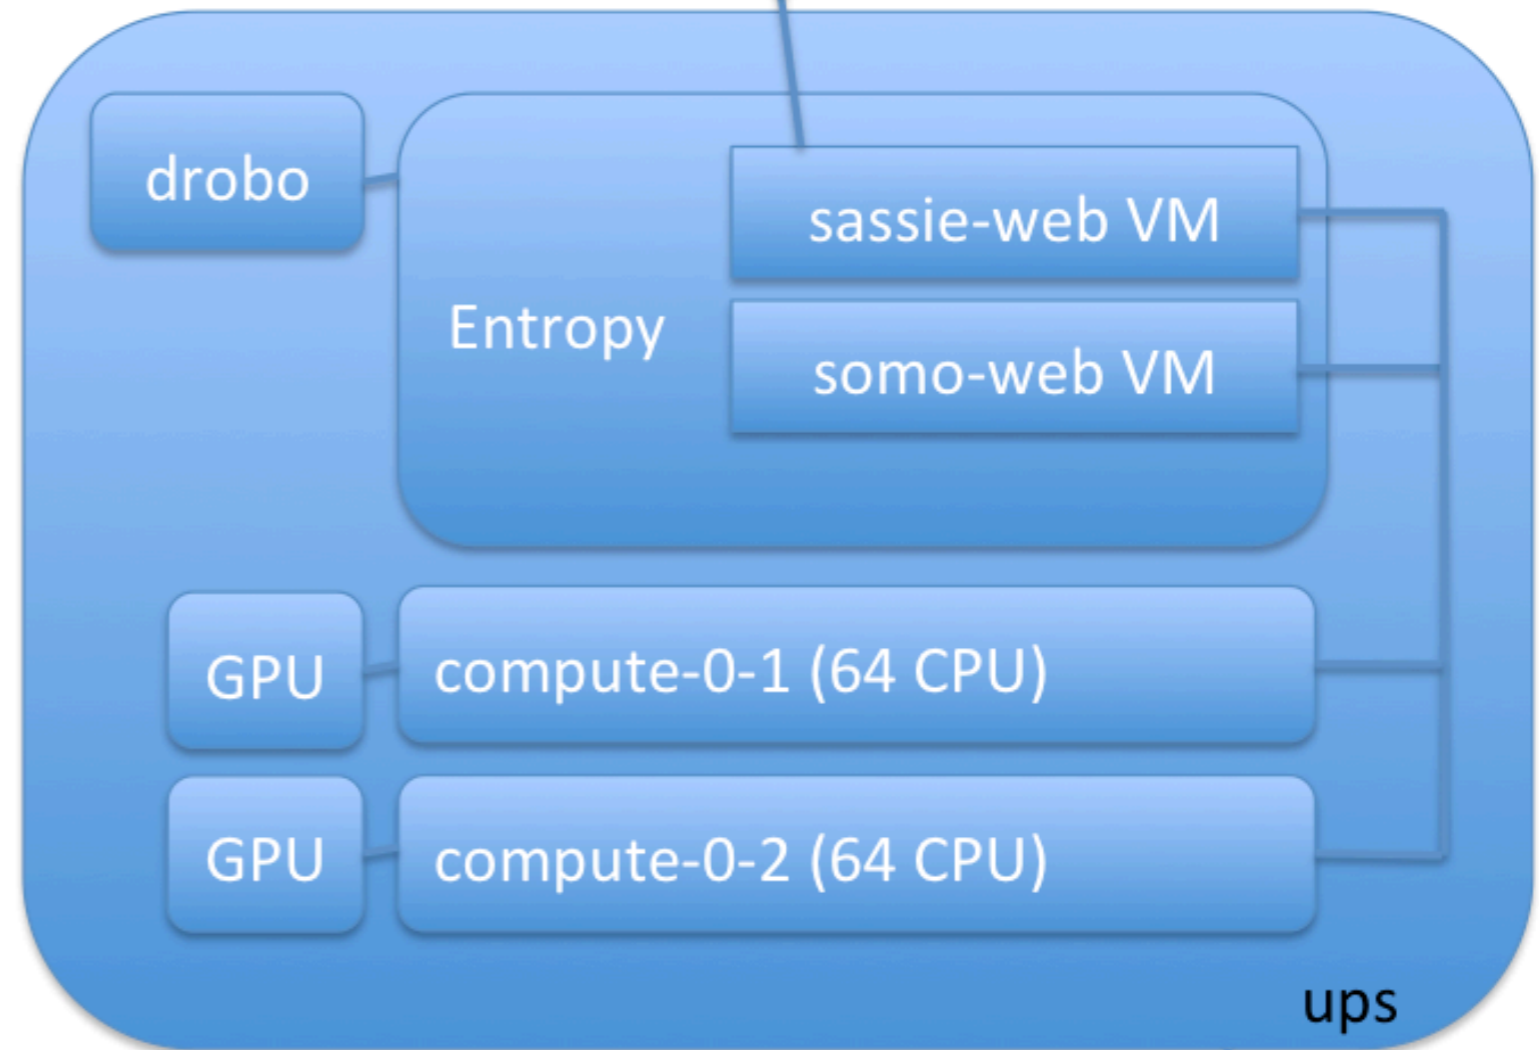 drobo
Entropy
sassie-web VM
somo-web VM
GPU
compute-0-1 (64 CPU)
GPU
compute-0-2 (64 CPU)
ups